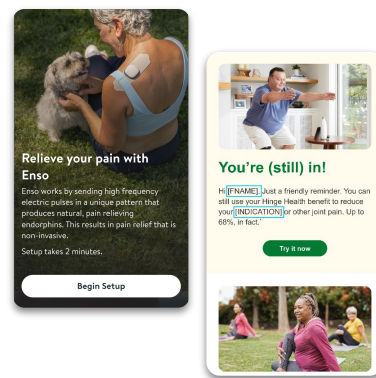 Relieve your pain with
Enso
Enso works by sending high frequency
electric pulses in a unique pattern that
produces natural, pain relieving
endorphins. This results in pain relief that is
non-invasive.
Setup takes 2 minutes.
Begin Setup
You're (still) in!
Hi [FNAME], Just a friendly reminder. You can
still use your Hinge Health benefit to reduce
your [INDICATION] or other joint pain. Up to
68%, in fact.*
Try it now